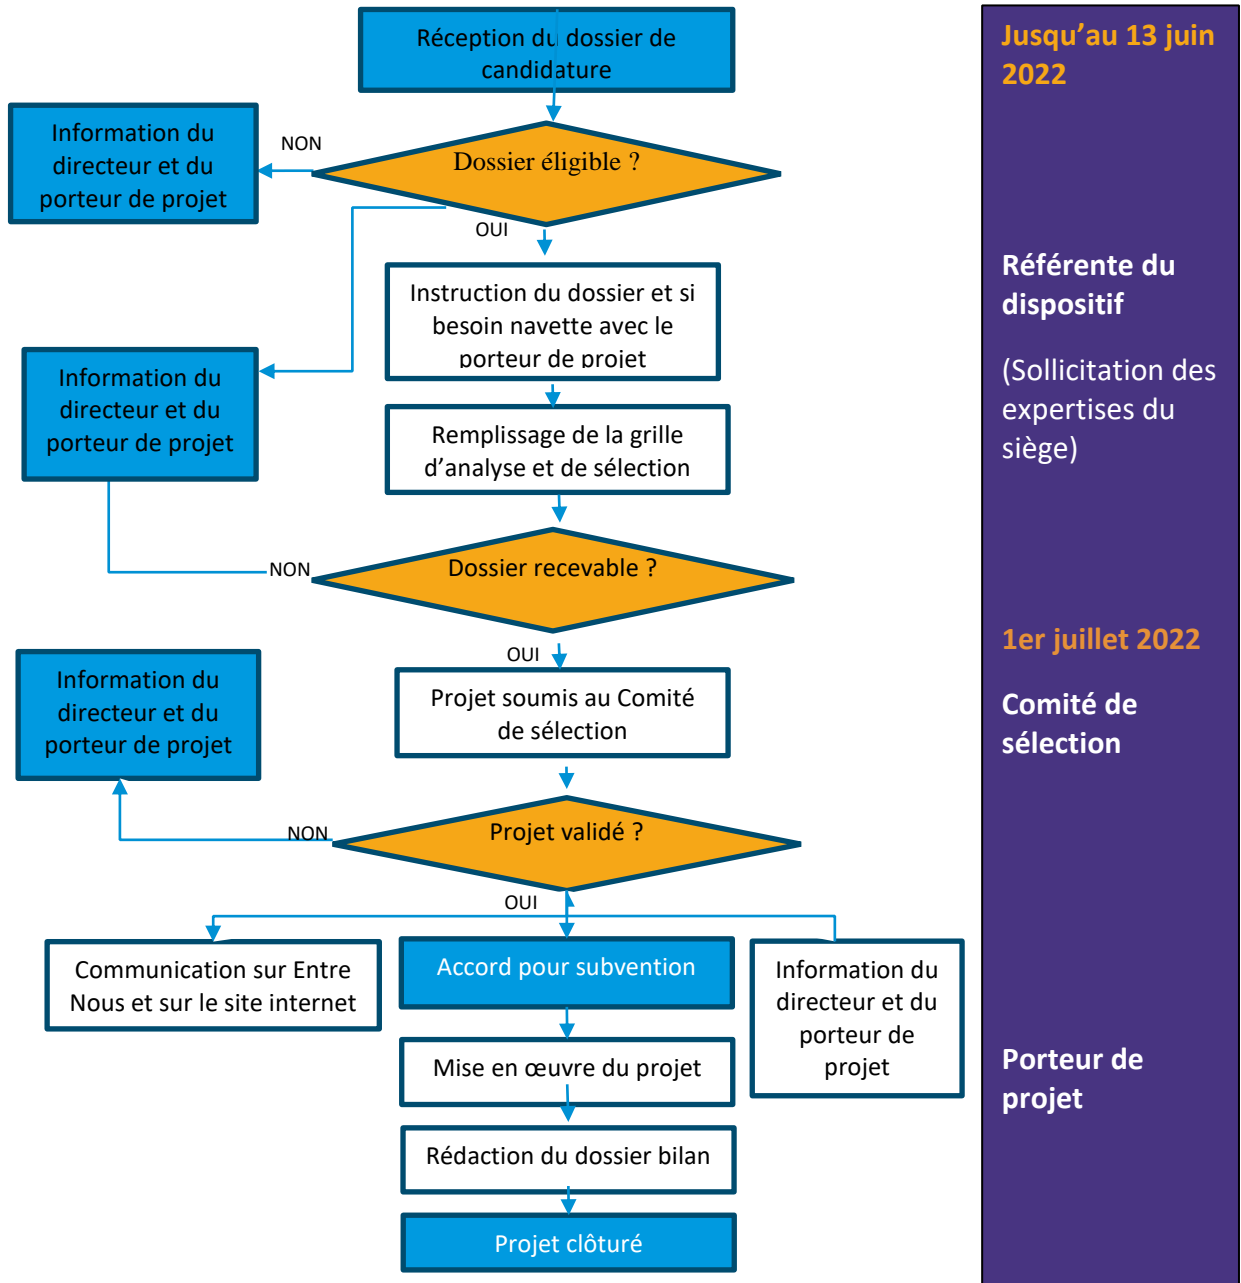 Réception du dossier de
candidature
Information du
directeur et du
porteur de projet
NON
Dossier éligible ?
OUI
Instruction du dossier et si
besoin navette avec le
porteur de projet
Information du
directeur et du
porteur de projet
Remplissage de la grille
d'analyse et de sélection
NON
Dossier recevable ?
OUI
Information du
directeur et du
porteur de projet
Projet soumis au Comité
de sélection
NON
Projet validé ?
OUI
Communication sur Entre
Nous et sur le site internet
Accord pour subvention
Information du
directeur et du
porteur de
projet
Mise en œuvre du projet
Rédaction du dossier bilan
Projet clôturé
Jusqu'au 13 juin
2022
Référente du
dispositif
(Sollicitation des
expertises du
siège)
1er juillet 2022
Comité de
sélection
Porteur de
projet